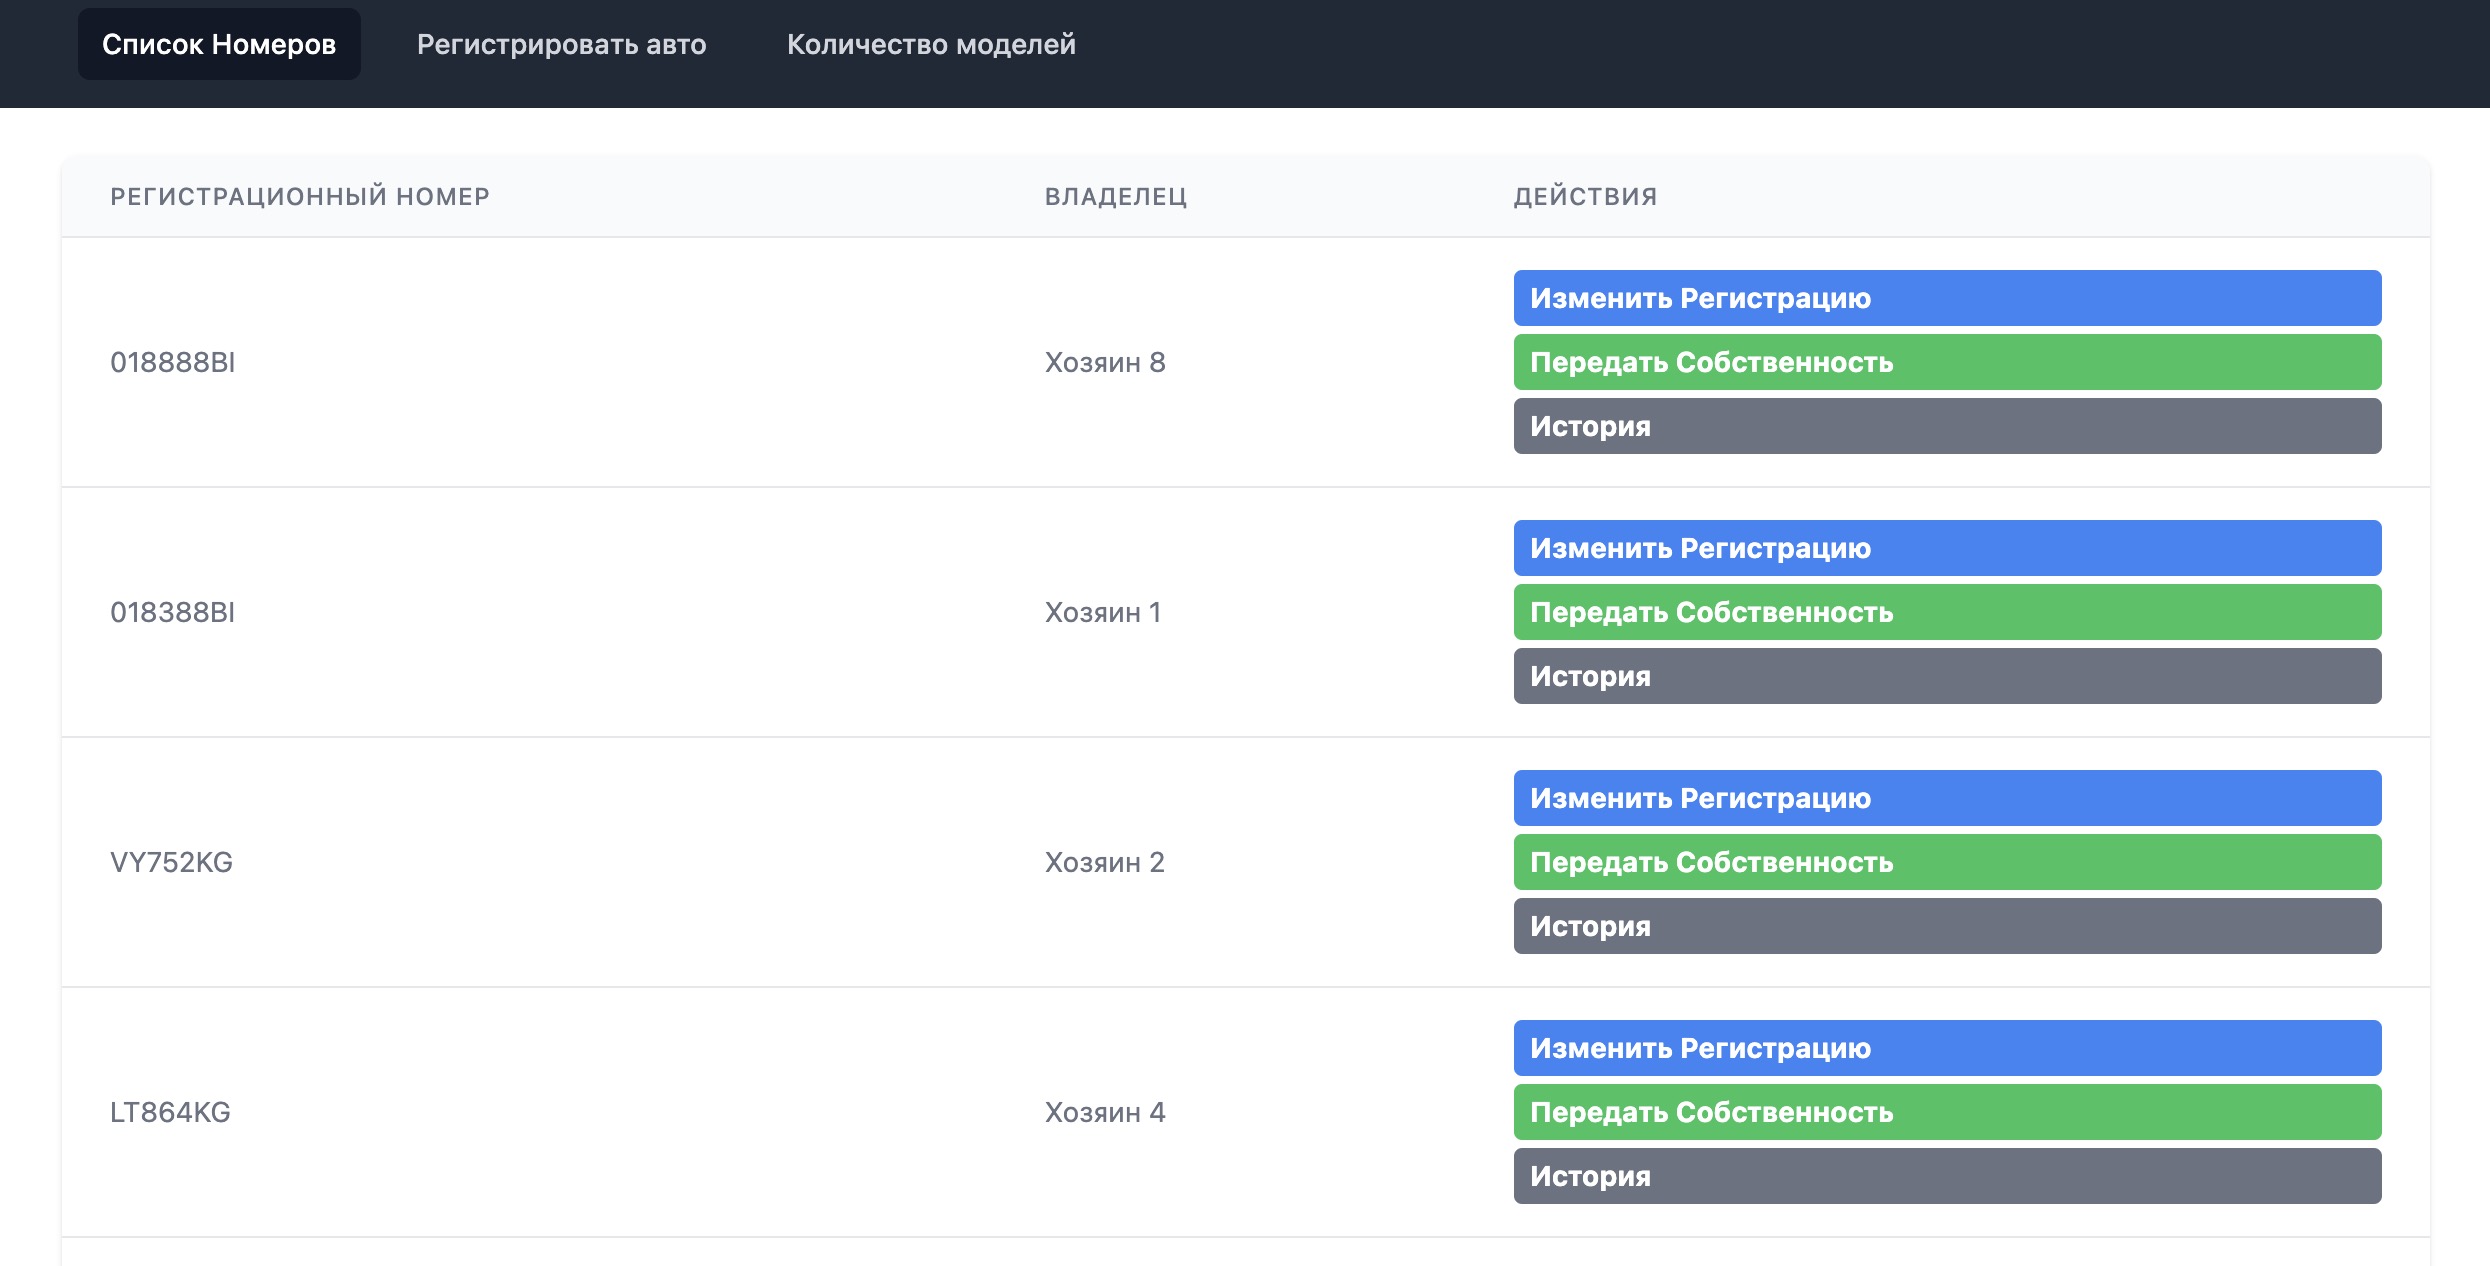 Список Номеров Регистрировать авто Количество моделей
РЕГИСТРАЦИОННЫЙ НОМЕР ВЛАДЕЛЕЦ ДЕЙСТВИЯ
Изменить Регистрацию
018888BI Хозяин 8 Передать Собственность
История
Изменить Регистрацию
018388BI Хозяин 1 Передать Собственность
История
Изменить Регистрацию
VY752KG Хозяин 2 Передать Собственность
История
Изменить Регистрацию
LT864KG Хозяин 4 Передать Собственность
История